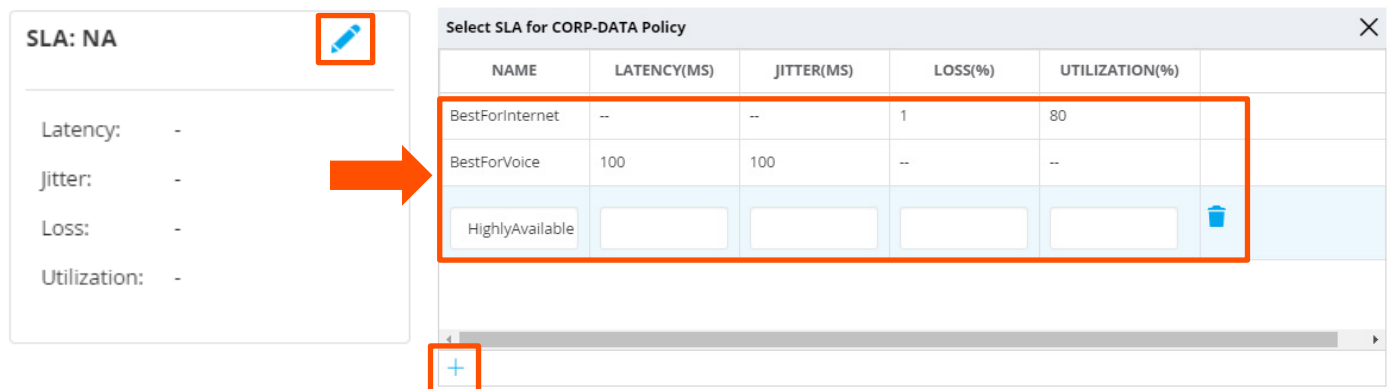 SLA: NA
Latency: -
Jitter: -
Loss: -
Utilization: -
Select SLA for CORP-DATA Policy
NAME LATENCY(MS) JITTER(MS) LOSS(%) UTILIZATION(%)
BestForInternet -- -- 1 80
BestForVoice 100 100 -- --
HighlyAvailable